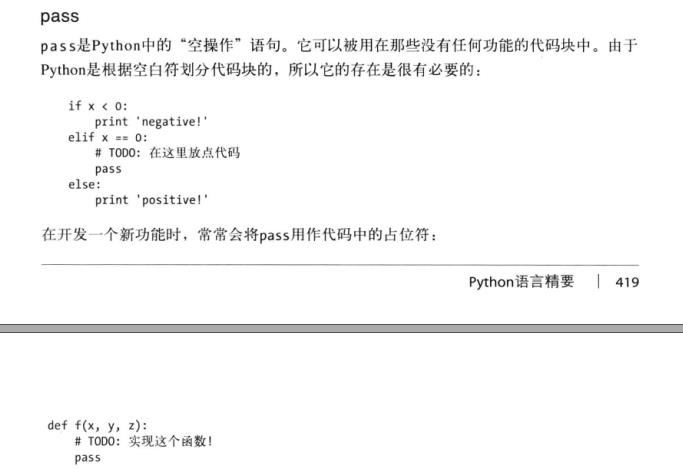 pass
pass是Python中的“空操作”语句。它可以被用在那些没有任何功能的代码块中。由于
Python是根据空白符划分代码块的，所以它的存在是很有必要的：
if x < 0:
    print 'negative!'
elif x == 0:
    # TODO: 在这里放点代码
    pass
else:
    print 'positive!'
在开发一个新功能时，常常会将pass用作代码中的占位符：
Python语言精要 | 419
def f(x, y, z):
    # TODO: 实现这个函数!
    pass